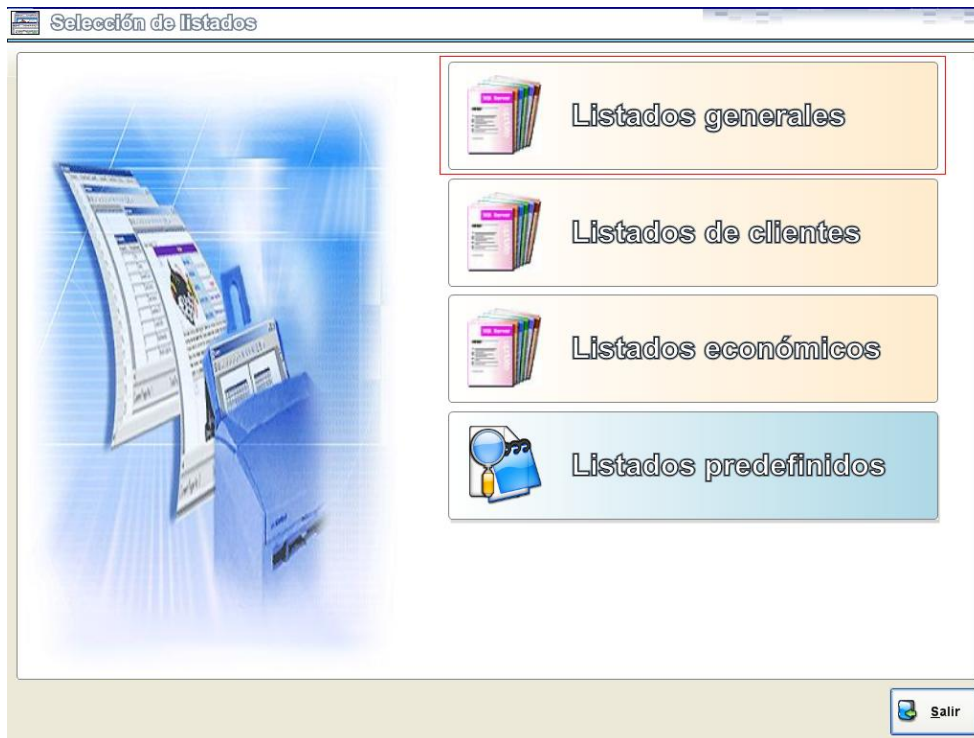 Selección de listados
Listados generales
Listados de clientes
Listados económicos
Listados predefinidos
Salir